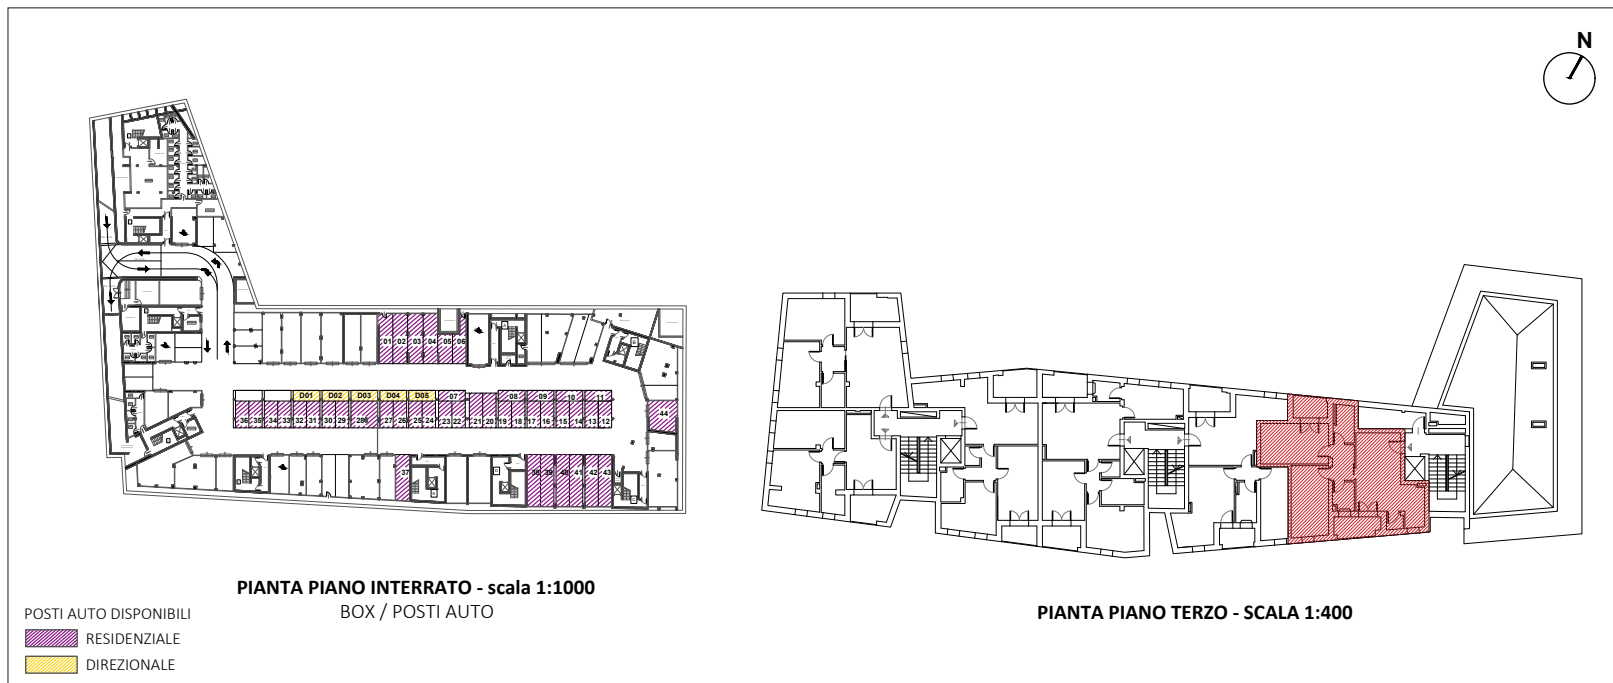 N
01 02 03 04 05 06
D01 D02 D03 D04 D05 07 08 09 10 11
36 35 34 33 32 31 30 29 28 27 26 25 24 23 22 21 20 19 18 17 16 15 14 13 12
44
37 38 39 40 41 42 43
PIANTA PIANO INTERRATO - scala 1:1000
BOX / POSTI AUTO
POSTI AUTO DISPONIBILI
RESIDENZIALE
DIREZIONALE
PIANTA PIANO TERZO - SCALA 1:400